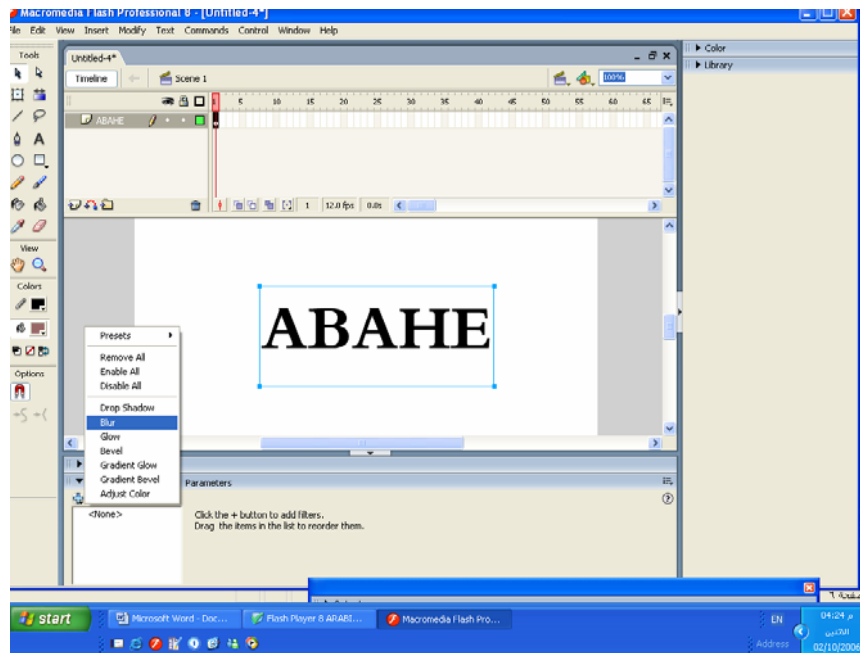 Macromedia Flash Professional 8 - [Untitled-4*]
File Edit View Insert Modify Text Commands Control Window Help
Tools
Untitled-4*
Color
Library
Timeline
Scene 1
100%
1 5 10 15 20 25 30 35 40 45 50 55 60 65
ABAHE
1 12.0 fps 0.0s
View
Colors
Options
ABAHE
Presets
Remove All
Enable All
Disable All
Drop Shadow
Blur
Glow
Bevel
Gradient Glow
Gradient Bevel
Adjust Color
Parameters
<None>
Click the + button to add filters.
Drag the items in the list to reorder them.
صفحة ٦
start
Microsoft Word - Doc...
Flash Player 8 ARABI...
Macromedia Flash Pro...
EN
04:24 م
الاثنين
Address
02/10/2006